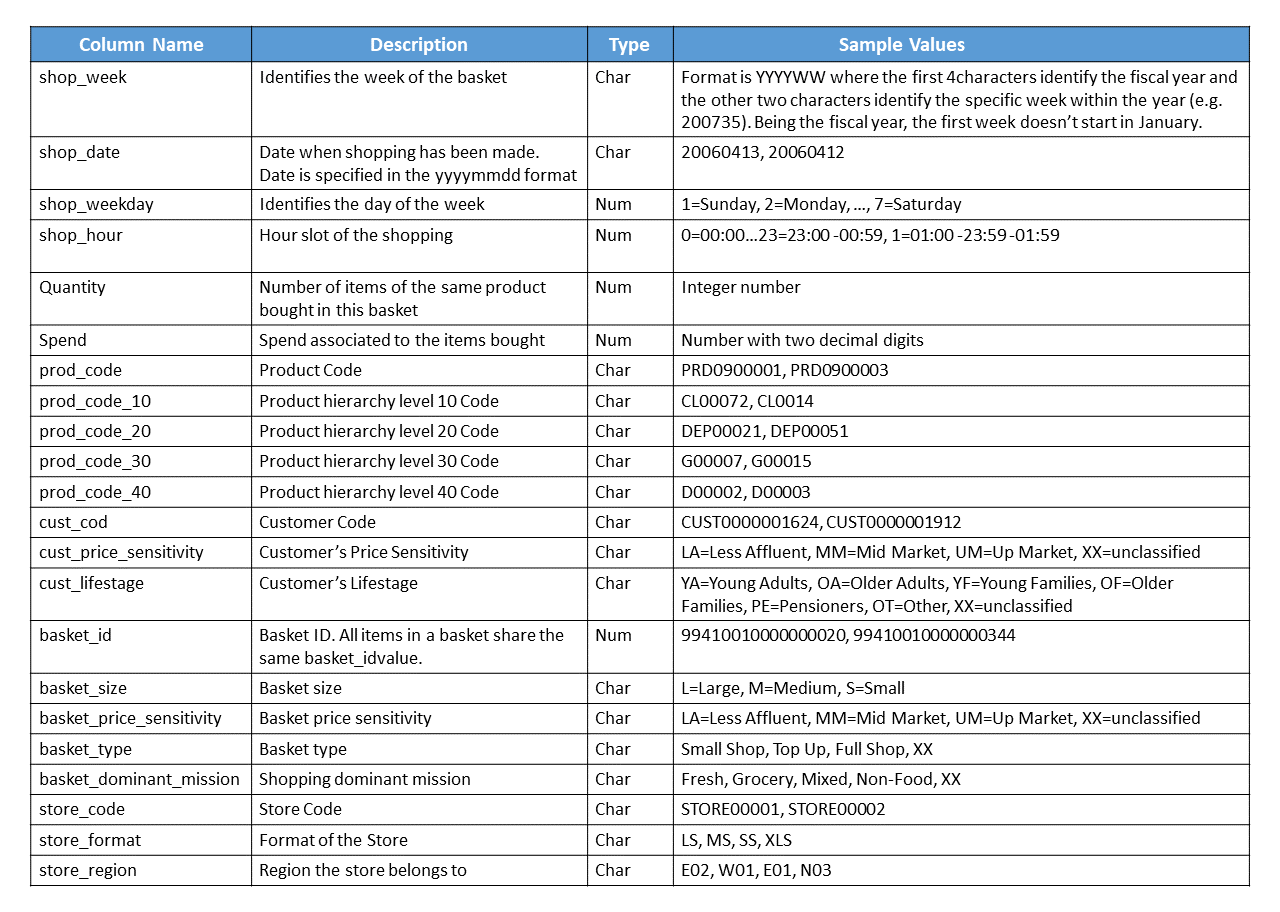 Column Name Description Type Sample Values
shop_week Identifies the week of the basket Char Format is YYYYWW where the first 4characters identify the fiscal year and
the other two characters identify the specific week within the year (e.g.
200735). Being the fiscal year, the first week doesn't start in January.
shop_date Date when shopping has been made. Char 20060413, 20060412
Date is specified in the yyyymmdd format
shop_weekday Identifies the day of the week Num 1=Sunday, 2=Monday, …, 7=Saturday
shop_hour Hour slot of the shopping Num 0=00:00…23=23:00 -00:59, 1=01:00 -23:59 -01:59
Quantity Number of items of the same product Num Integer number
bought in this basket
Spend Spend associated to the items bought Num Number with two decimal digits
prod_code Product Code Char PRD0900001, PRD0900003
prod_code_10 Product hierarchy level 10 Code Char CL00072, CL0014
prod_code_20 Product hierarchy level 20 Code Char DEP00021, DEP00051
prod_code_30 Product hierarchy level 30 Code Char G00007, G00015
prod_code_40 Product hierarchy level 40 Code Char D00002, D00003
cust_cod Customer Code Char CUST0000001624, CUST0000001912
cust_price_sensitivity Customer's Price Sensitivity Char LA=Less Affluent, MM=Mid Market, UM=Up Market, XX=unclassified
cust_lifestage Customer's Lifestage Char YA=Young Adults, OA=Older Adults, YF=Young Families, OF=Older
Families, PE=Pensioners, OT=Other, XX=unclassified
basket_id Basket ID. All items in a basket share the Num 99410010000000020, 99410010000000344
same basket_idvalue.
basket_size Basket size Char L=Large, M=Medium, S=Small
basket_price_sensitivity Basket price sensitivity Char LA=Less Affluent, MM=Mid Market, UM=Up Market, XX=unclassified
basket_type Basket type Char Small Shop, Top Up, Full Shop, XX
basket_dominant_mission Shopping dominant mission Char Fresh, Grocery, Mixed, Non-Food, XX
store_code Store Code Char STORE00001, STORE00002
store_format Format of the Store Char LS, MS, SS, XLS
store_region Region the store belongs to Char E02, W01, E01, N03